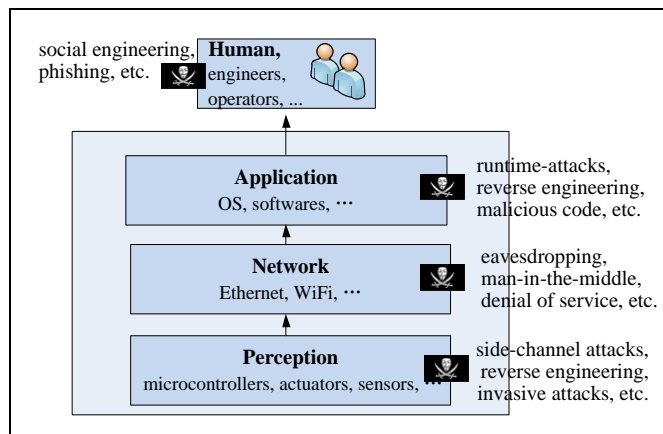 social engineering,
phishing, etc.
Human,
engineers,
operators, ...
Application
OS, softwares, ...
runtime-attacks,
reverse engineering,
malicious code, etc.
Network
Ethernet, WiFi, ...
eavesdropping,
man-in-the-middle,
denial of service, etc.
Perception
microcontrollers, actuators, sensors, ...
side-channel attacks,
reverse engineering,
invasive attacks, etc.